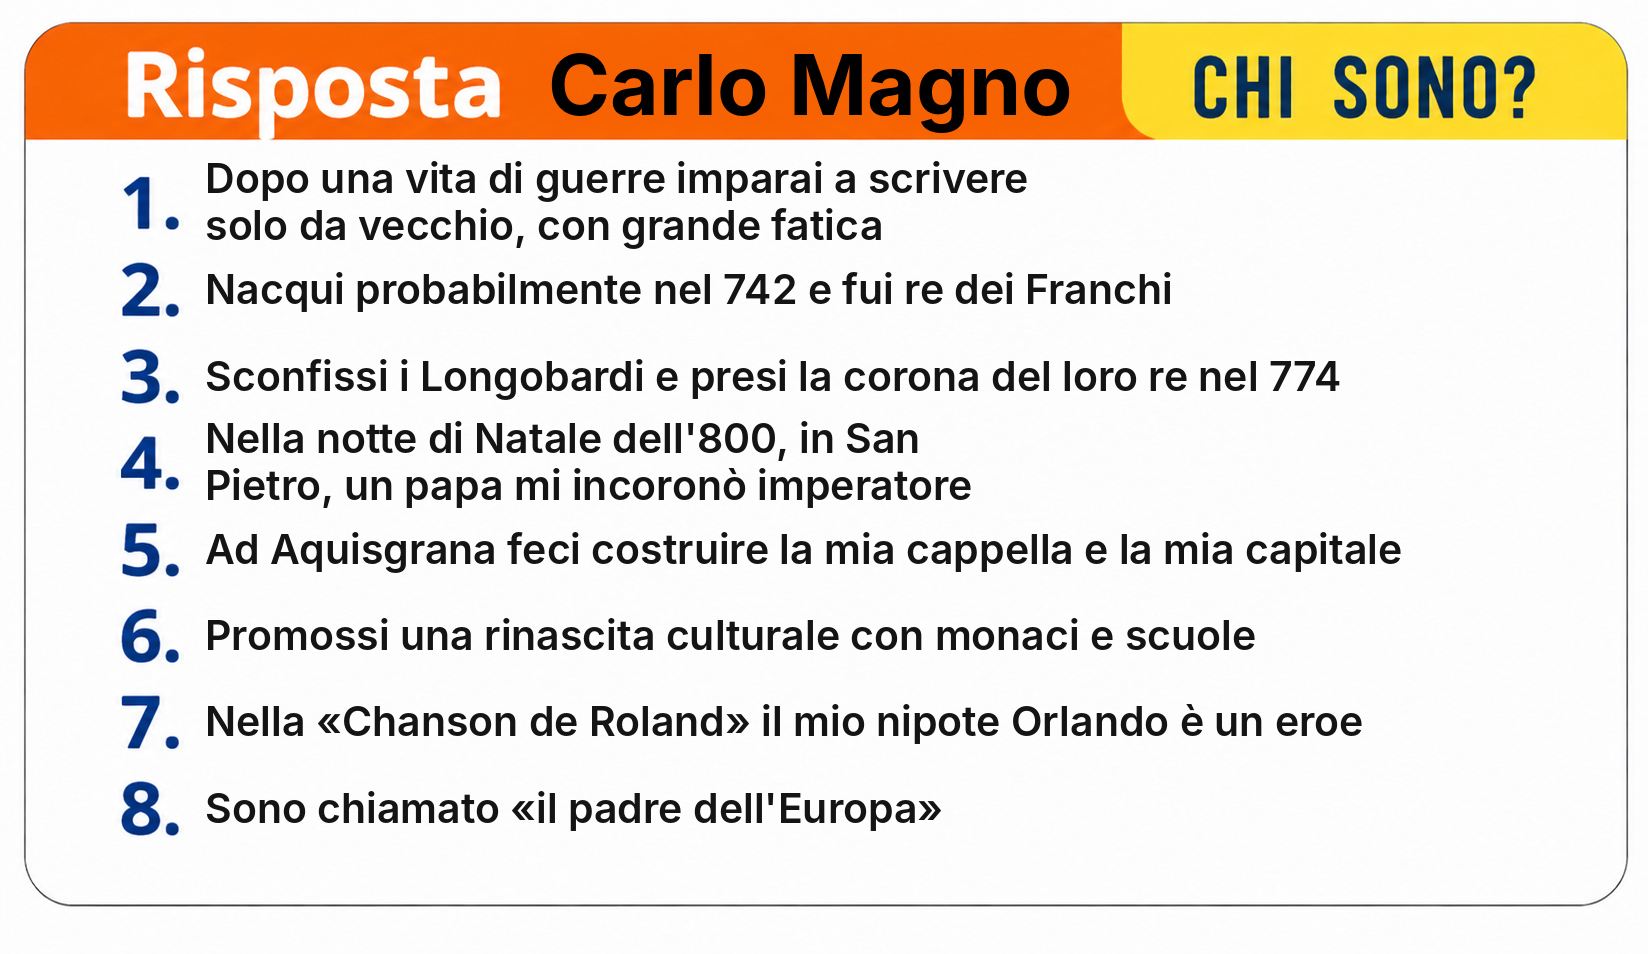 Risposta Carlo Magno CHI SONO?
1. Dopo una vita di guerre imparai a scrivere
solo da vecchio, con grande fatica
2. Nacqui probabilmente nel 742 e fui re dei Franchi
3. Sconfissi i Longobardi e presi la corona del loro re nel 774
4. Nella notte di Natale dell'800, in San
Pietro, un papa mi incoronò imperatore
5. Ad Aquisgrana feci costruire la mia cappella e la mia capitale
6. Promossi una rinascita culturale con monaci e scuole
7. Nella «Chanson de Roland» il mio nipote Orlando è un eroe
8. Sono chiamato «il padre dell'Europa»